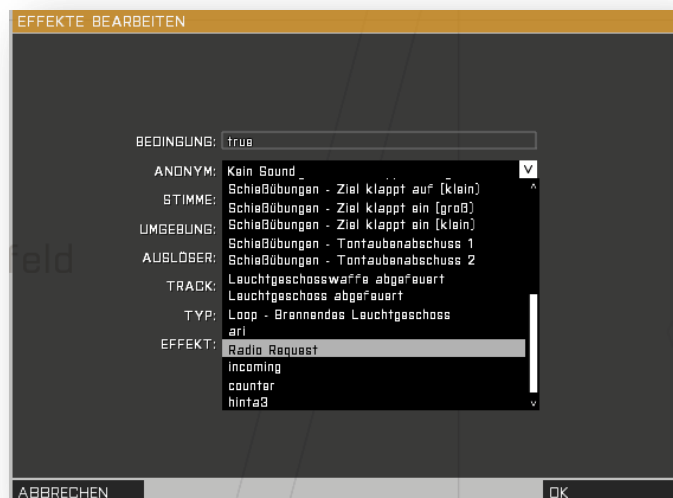 EFFEKTE BEARBEITEN
BEDINGUNG: true
ANONYM: Kein Sound
STIMME: Schießübungen - Ziel klappt auf (klein)
Schießübungen - Ziel klappt ein (groß)
UMGEBUNG: Schießübungen - Ziel klappt ein (klein)
Schießübungen - Tontaubenabschuss 1
AUSLÖSER: Schießübungen - Tontaubenabschuss 2
feld
TRACK: Leuchtgeschosswaffe abgefeuert
Leuchtgeschoss abgefeuert
TYP: Loop - Brennendes Leuchtgeschoss
ari
EFFEKT: Radio Request
incoming
counter
hinta3
ABBRECHEN OK